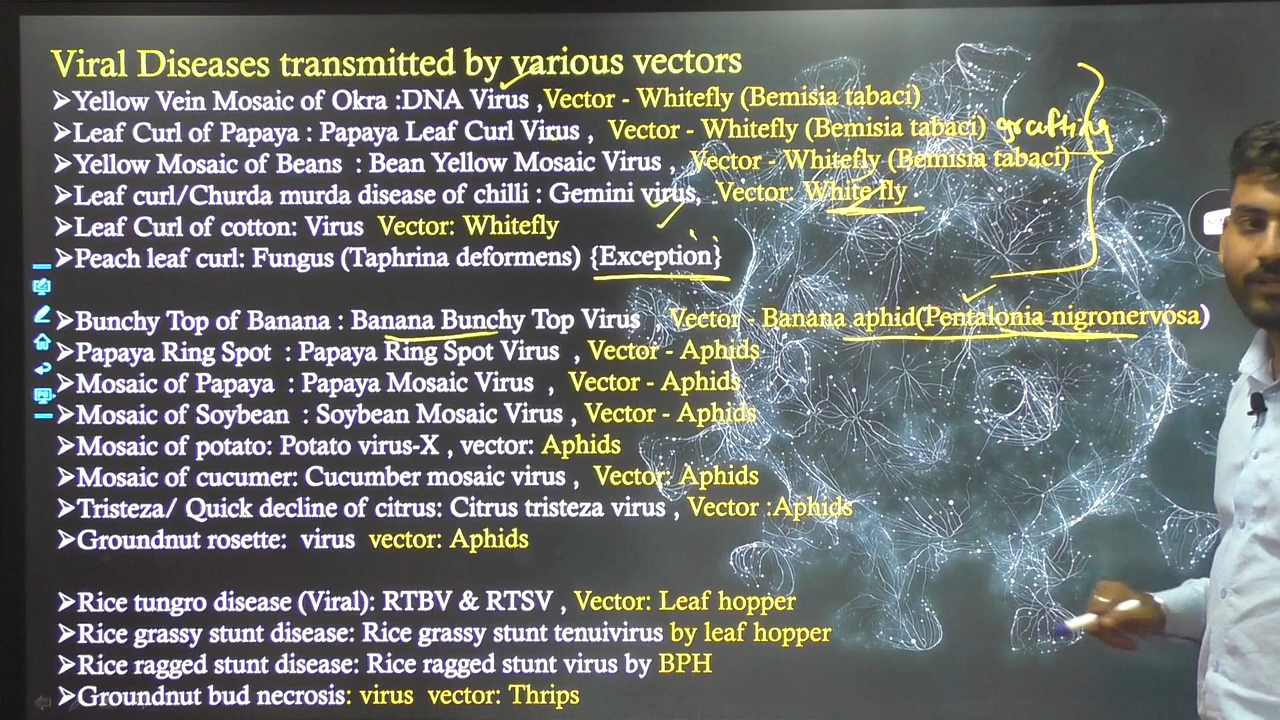 Viral Diseases transmitted by various vectors
➤Yellow Vein Mosaic of Okra :DNA Virus ,Vector - Whitefly (Bemisia tabaci)
➤Leaf Curl of Papaya : Papaya Leaf Curl Virus , Vector - Whitefly (Bemisia tabaci) grafting
➤Yellow Mosaic of Beans : Bean Yellow Mosaic Virus , Vector - Whitefly (Bemisia tabaci)
➤Leaf curl/Churda murda disease of chilli : Gemini virus, .Vector: White fly
➤Leaf Curl of cotton: Virus Vector: Whitefly
➤Peach leaf curl: Fungus (Taphrina deformens) {Exception}
➤Bunchy Top of Banana : Banana Bunchy Top Virus , Vector - Banana aphid(Pentalonia nigronervosa)
➤Papaya Ring Spot : Papaya Ring Spot Virus , Vector - Aphids
➤Mosaic of Papaya : Papaya Mosaic Virus , Vector - Aphids
➤Mosaic of Soybean : Soybean Mosaic Virus , Vector - Aphids
➤Mosaic of potato: Potato virus-X , vector: Aphids
➤Mosaic of cucumer: Cucumber mosaic virus , Vector: Aphids
➤Tristeza/ Quick decline of citrus: Citrus tristeza virus , Vector :Aphids
➤Groundnut rosette: virus vector: Aphids
➤Rice tungro disease (Viral): RTBV & RTSV , Vector: Leaf hopper
➤Rice grassy stunt disease: Rice grassy stunt tenuivirus by leaf hopper
➤Rice ragged stunt disease: Rice ragged stunt virus by BPH
➤Groundnut bud necrosis: virus vector: Thrips